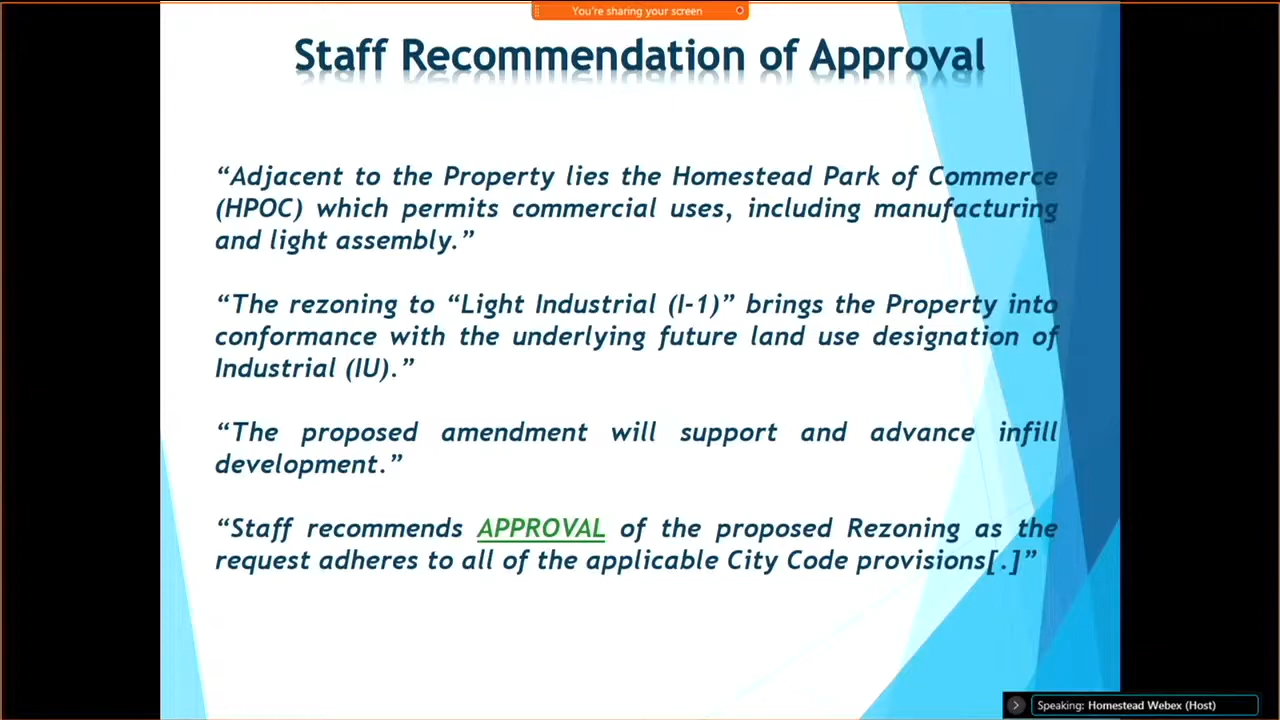 You're sharing your screen
Staff Recommendation of Approval
“Adjacent to the Property lies the Homestead Park of Commerce
(HPOC) which permits commercial uses, including manufacturing
and light assembly.”
“The rezoning to “Light Industrial (I-1)” brings the Property into
conformance with the underlying future land use designation of
Industrial (IU).”
“The proposed amendment will support and advance infill
development.”
“Staff recommends APPROVAL of the proposed Rezoning as the
request adheres to all of the applicable City Code provisions[.]”
Speaking: Homestead Webex (Host)